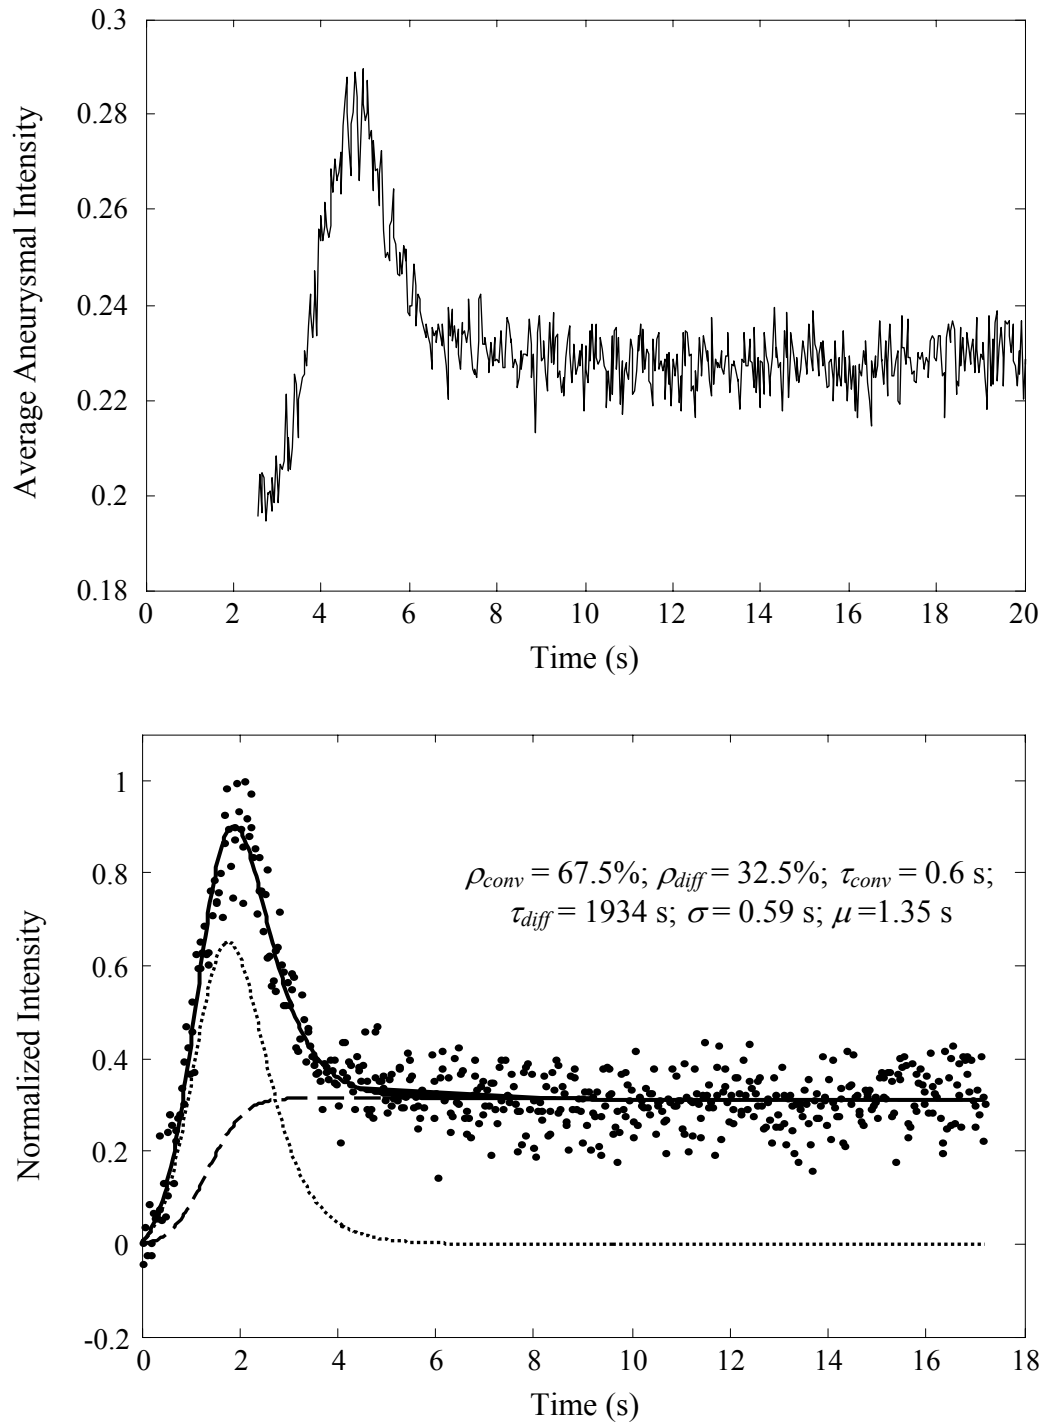 0.3
0.28
0.26
0.24
0.22
0.2
0.18
Average Aneurysmal Intensity
0 2 4 6 8 10 12 14 16 18 20
Time (s)
1
0.8
0.6
0.4
0.2
0
-0.2
Normalized Intensity
ρconv = 67.5%; ρdiff = 32.5%; τconv = 0.6 s;
τdiff = 1934 s; σ = 0.59 s; μ =1.35 s
0 2 4 6 8 10 12 14 16 18
Time (s)